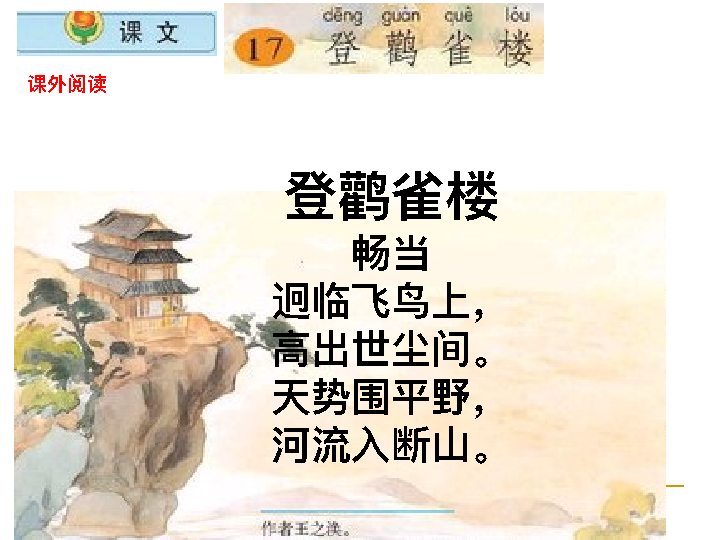 课文
dēng guàn què lóu
17 登鹳雀楼
课外阅读
登鹳雀楼
畅当
迥临飞鸟上，
高出世尘间。
天势围平野，
河流入断山。
作者王之涣。